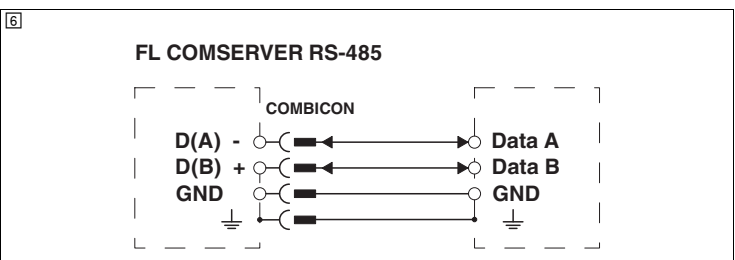 6
FL COMSERVER RS-485
COMBICON
D(A) - Data A
D(B) + Data B
GND GND